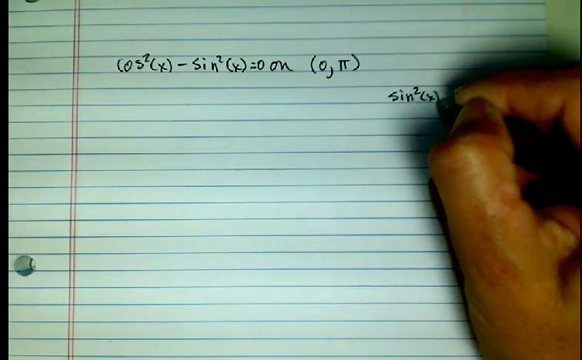 cos²(x) - sin²(x) = 0 on (0, π)
sin²(x)